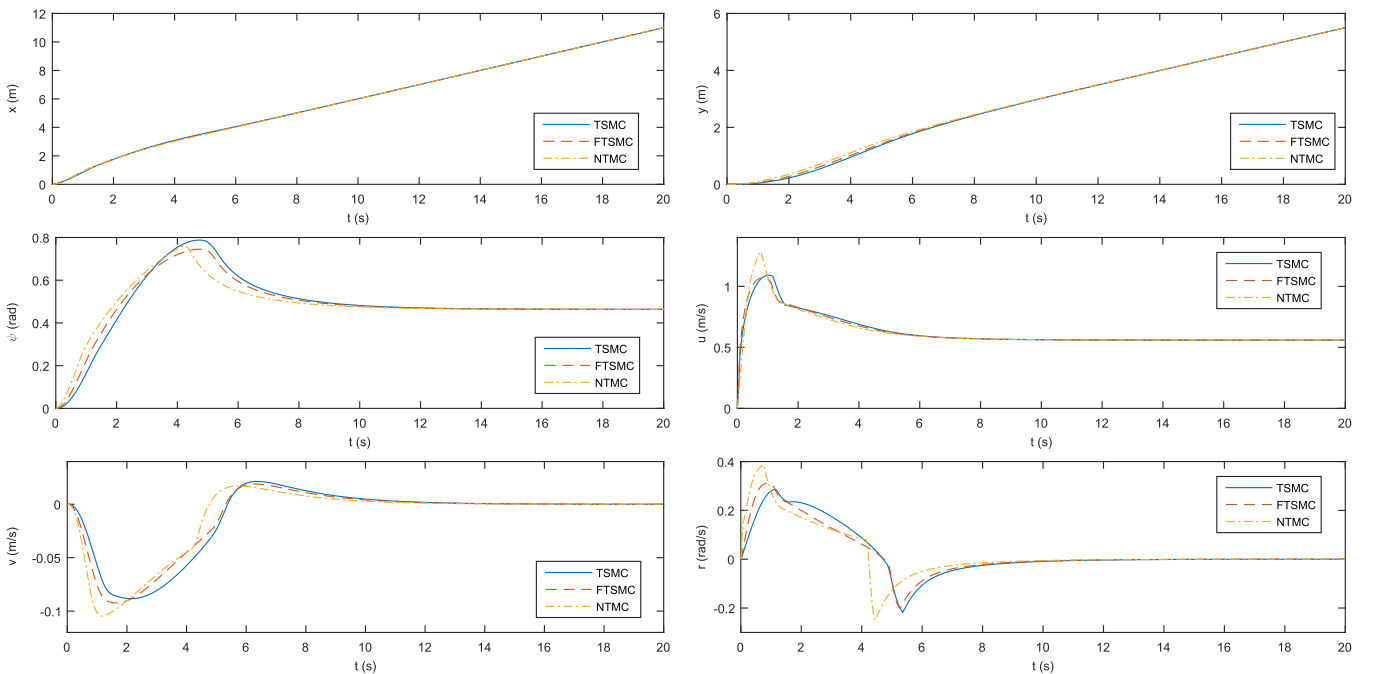 12
10
8
6
4
2
0
x (m)
TSMC
FTSMC
NTMC
0 2 4 6 8 10 12 14 16 18 20
t (s)
6
4
2
0
y (m)
TSMC
FTSMC
NTMC
0 2 4 6 8 10 12 14 16 18 20
t (s)
0.8
0.6
0.4
0.2
0
ψ (rad)
TSMC
FTSMC
NTMC
0 2 4 6 8 10 12 14 16 18 20
t (s)
1
0.5
0
u (m/s)
TSMC
FTSMC
NTMC
0 2 4 6 8 10 12 14 16 18 20
t (s)
0
-0.05
-0.1
v (m/s)
TSMC
FTSMC
NTMC
0 2 4 6 8 10 12 14 16 18 20
t (s)
0.4
0.2
0
-0.2
r (rad/s)
TSMC
FTSMC
NTMC
0 2 4 6 8 10 12 14 16 18 20
t (s)